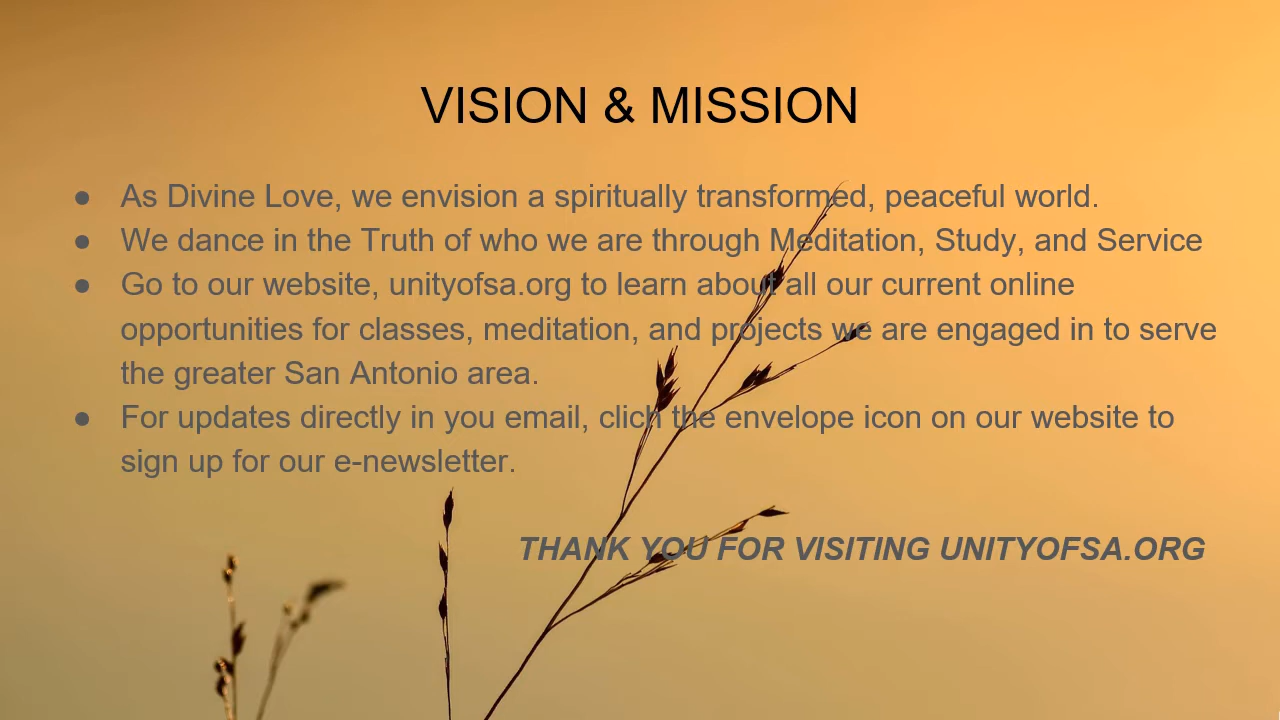 VISION & MISSION
● As Divine Love, we envision a spiritually transformed, peaceful world.
● We dance in the Truth of who we are through Meditation, Study, and Service
● Go to our website, unityofsa.org to learn about all our current online
opportunities for classes, meditation, and projects we are engaged in to serve
the greater San Antonio area.
● For updates directly in you email, clich the envelope icon on our website to
sign up for our e-newsletter.
THANK YOU FOR VISITING UNITYOFSA.ORG